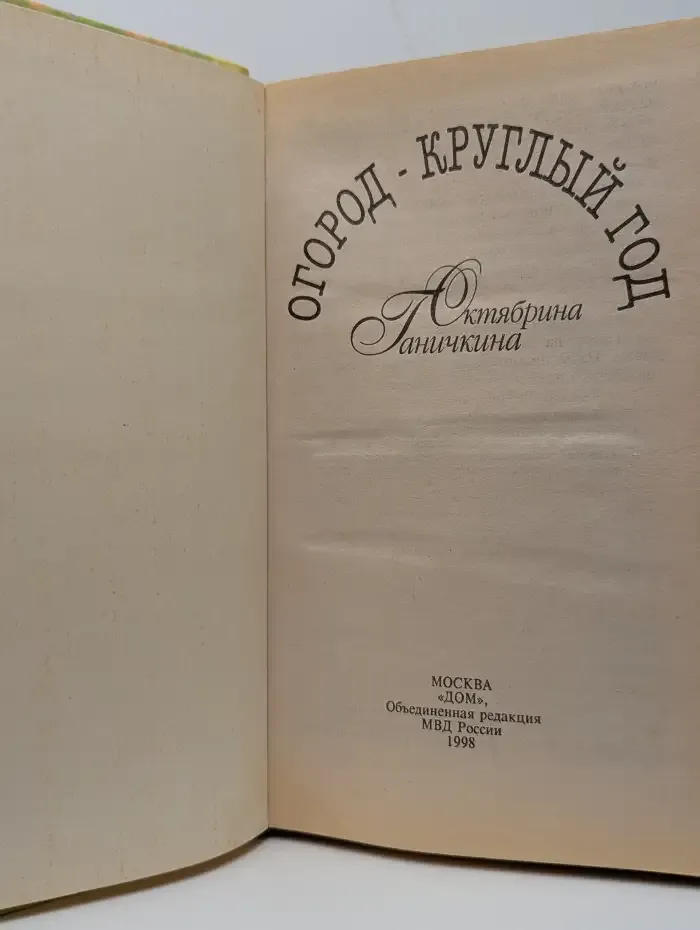 ОГОРОД - КРУГЛЫЙ ГОД
Октябрина
Ганичкина
МОСКВА
«ДОМ»,
Объединенная редакция
МВД России
1998